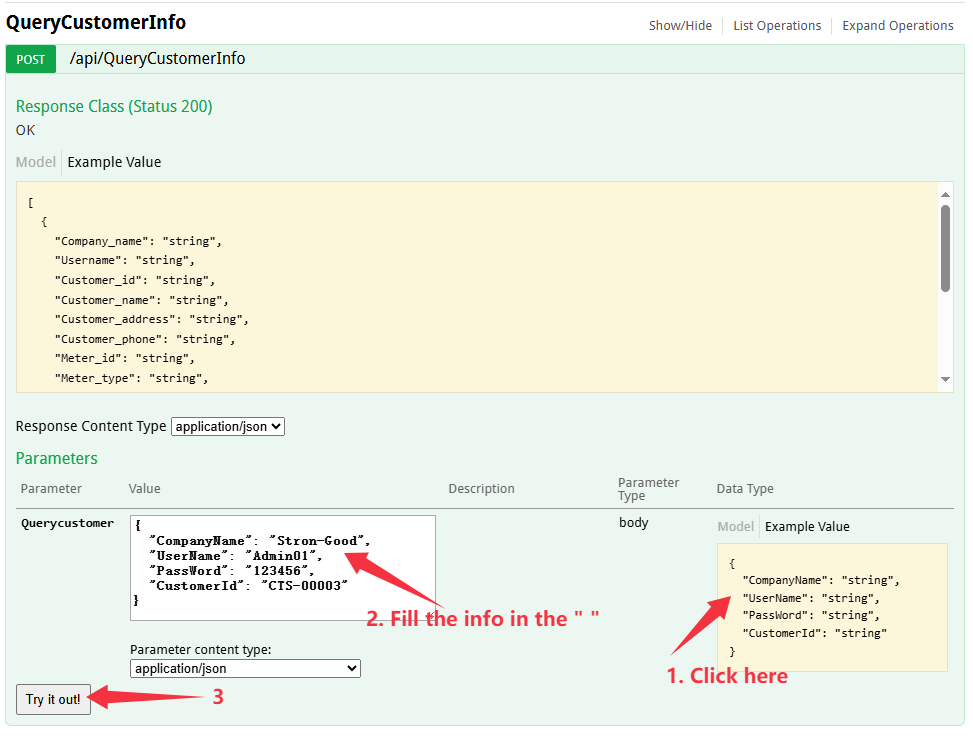 QueryCustomerInfo
Show/Hide List Operations Expand Operations
POST /api/QueryCustomerInfo
Response Class (Status 200)
OK
Model Example Value
[
{
"Company_name": "string",
"Username": "string",
"Customer_id": "string",
"Customer_name": "string",
"Customer_address": "string",
"Customer_phone": "string",
"Meter_id": "string",
"Meter_type": "string",
Response Content Type application/json
Parameters
Parameter Value Description Parameter Type Data Type
Querycustomer
{
"CompanyName": "Stron-Good",
"UserName": "Admin01",
"PassWord": "123456",
"CustomerId": "CTS-00003"
}
2. Fill the info in the " "
Parameter content type:
application/json
body
Model Example Value
{
"CompanyName": "string",
"UserName": "string",
"PassWord": "string",
"CustomerId": "string"
}
1. Click here
Try it out! 3